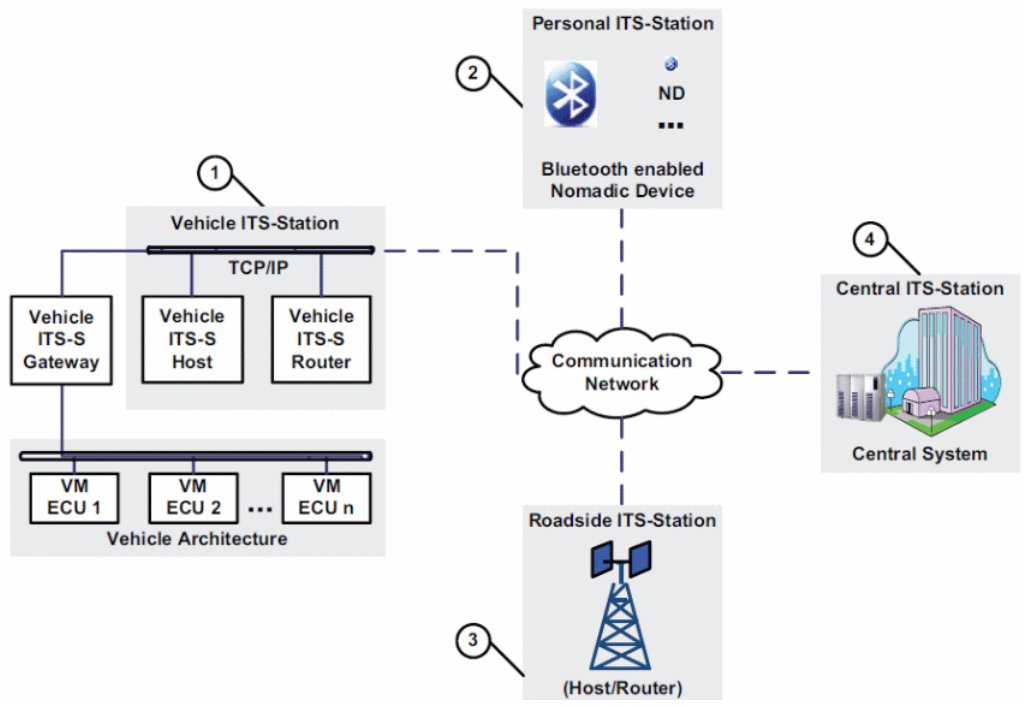 Personal ITS-Station
2
ND
...
Bluetooth enabled
Nomadic Device
1
Vehicle ITS-Station
TCP/IP
Vehicle
ITS-S
Gateway
Vehicle
ITS-S
Host
Vehicle
ITS-S
Router
Communication
Network
4
Central ITS-Station
Central System
VM
ECU 1
VM
ECU 2
...
VM
ECU n
Vehicle Architecture
Roadside ITS-Station
3
(Host/Router)